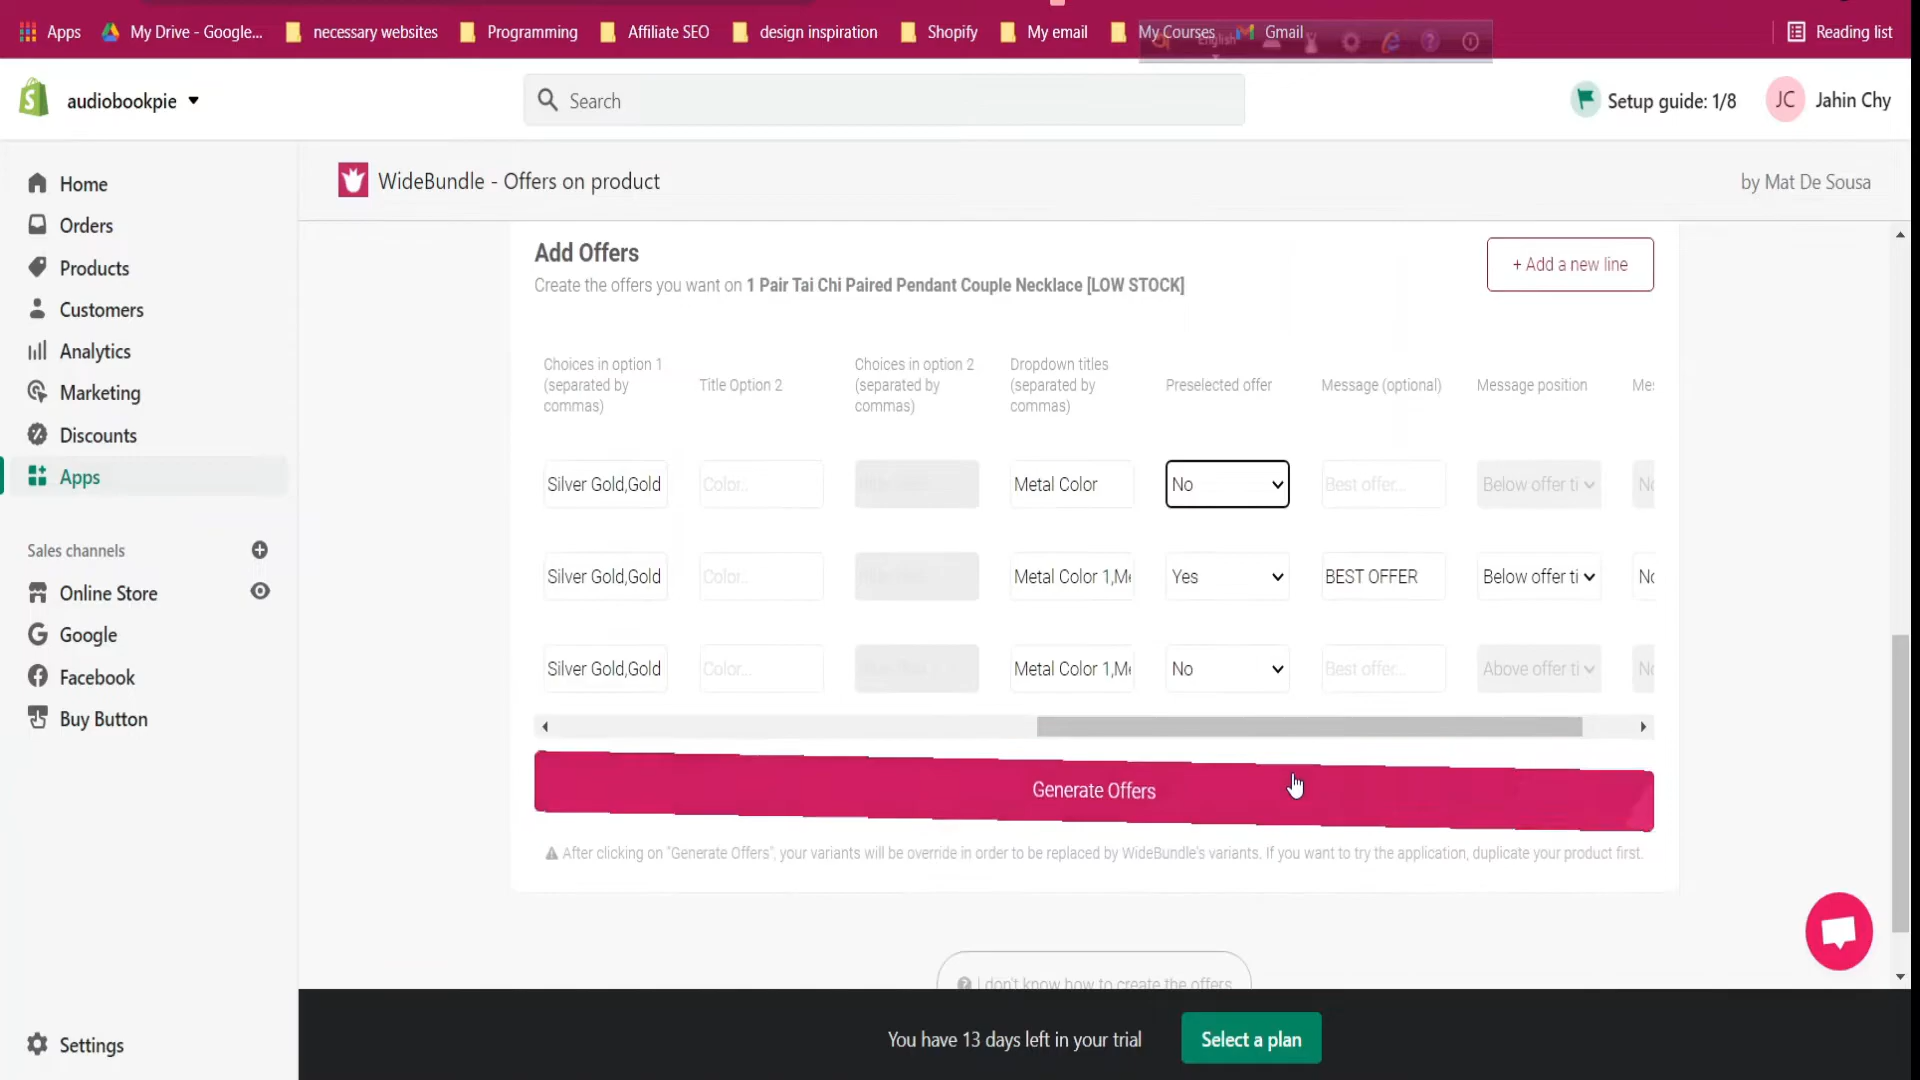 Apps
My Drive - Google...
necessary websites
Programming
Affiliate SEO
design inspiration
Shopify
My email
My Courses
Gmail
English
Reading list
audiobookpie
Search
Setup guide: 1/8
JC
Jahin Chy
Home
Orders
Products
Customers
Analytics
Marketing
Discounts
Apps
Sales channels
Online Store
Google
Facebook
Buy Button
Settings
WideBundle - Offers on product
by Mat De Sousa
Add Offers
Create the offers you want on 1 Pair Tai Chi Paired Pendant Couple Necklace [LOW STOCK]
+ Add a new line
Choices in option 1
(separated by
commas)
Title Option 2
Choices in option 2
(separated by
commas)
Dropdown titles
(separated by
commas)
Preselected offer
Message (optional)
Message position
Mes
Silver Gold,Gold
Color...
Metal Color
No
Best offer...
Below offer ti
No
Silver Gold,Gold
Color...
Metal Color 1,Me
Yes
BEST OFFER
Below offer ti
No
Silver Gold,Gold
Color...
Metal Color 1,Me
No
Best offer...
Above offer ti
No
Generate Offers
After clicking on "Generate Offers", your variants will be override in order to be replaced by WideBundle's variants. If you want to try the application, duplicate your product first.
I don't know how to create the offers
You have 13 days left in your trial
Select a plan